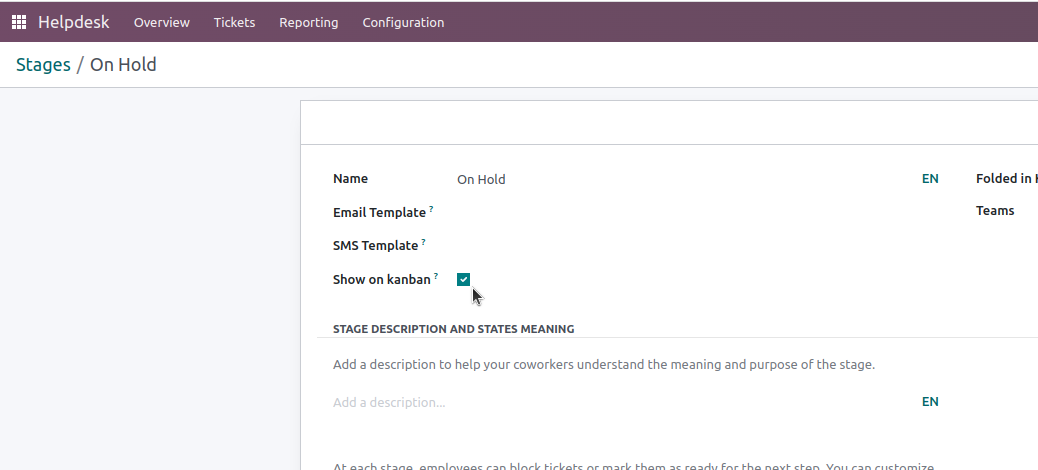 Helpdesk Overview Tickets Reporting Configuration
Stages / On Hold
Name On Hold EN Folded in
Email Template ? Teams
SMS Template ?
Show on kanban ?
STAGE DESCRIPTION AND STATES MEANING
Add a description to help your coworkers understand the meaning and purpose of the stage.
Add a description... EN
At each stage, employees can block tickets or mark them as ready for the next step. You can customize